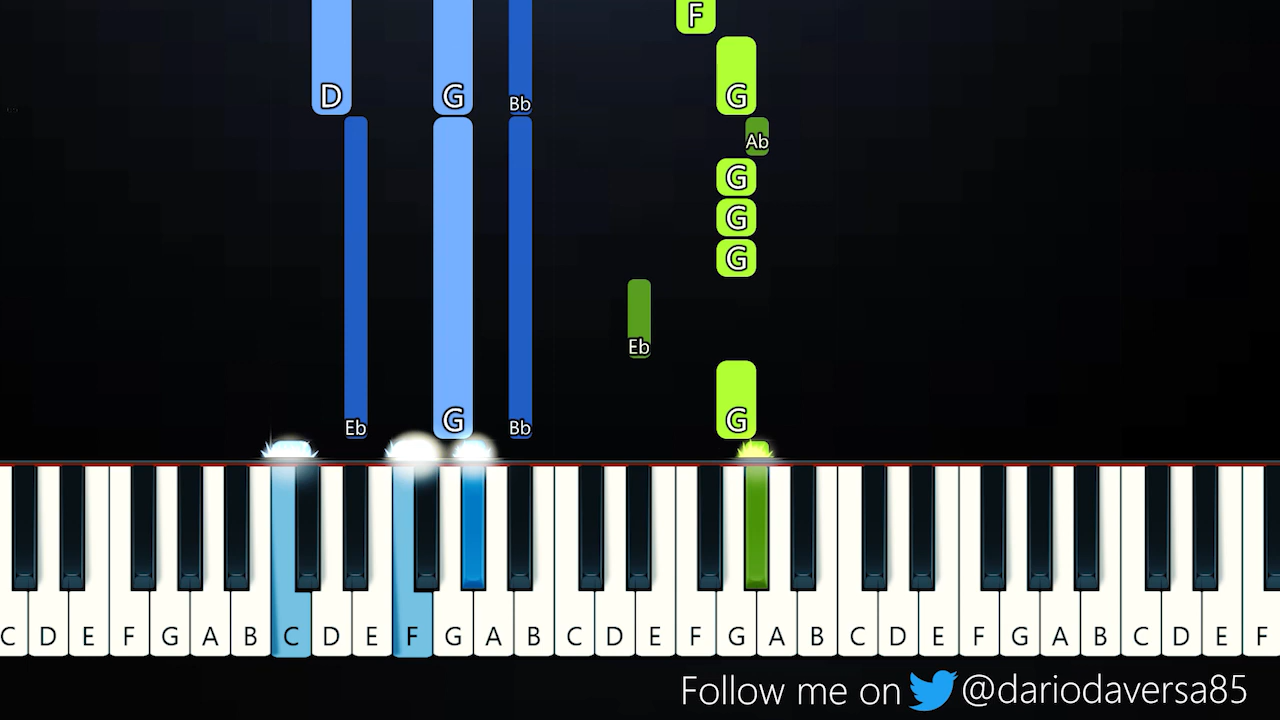 F
D G Bb G
Ab
G
G
G
Eb
Eb G Bb G
C D E F G A B C D E F G A B C D E F G A B C D E F G A B C D E F
Follow me on @dariodaversa85